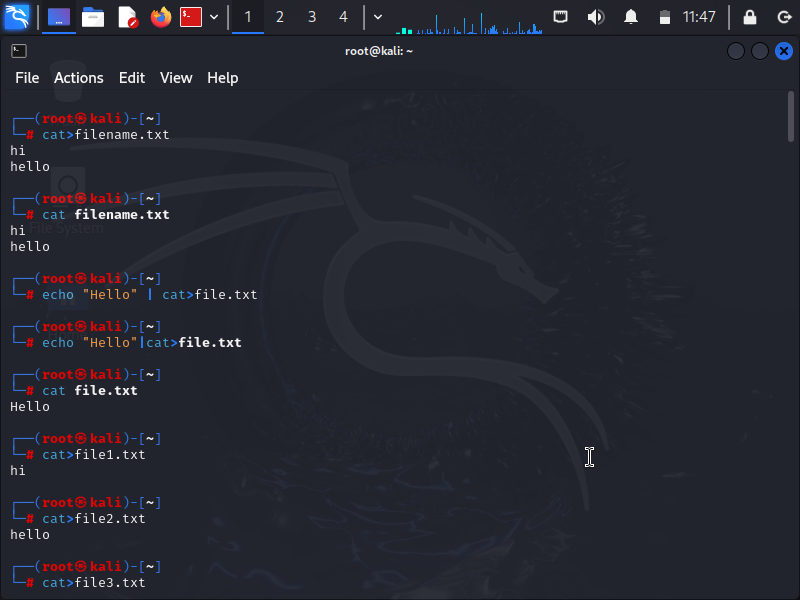 1 2 3 4 11:47
root@kali: ~
File Actions Edit View Help
┌──(root㉿kali)-[~]
└─# cat>filename.txt
hi
hello
┌──(root㉿kali)-[~]
└─# cat filename.txt
hi
File System
hello
┌──(root㉿kali)-[~]
└─# echo "Hello" | cat>file.txt
┌──(root㉿kali)-[~]
└─# echo "Hello"|cat>file.txt
┌──(root㉿kali)-[~]
└─# cat file.txt
Hello
┌──(root㉿kali)-[~]
└─# cat>file1.txt
hi
┌──(root㉿kali)-[~]
└─# cat>file2.txt
hello
┌──(root㉿kali)-[~]
└─# cat>file3.txt